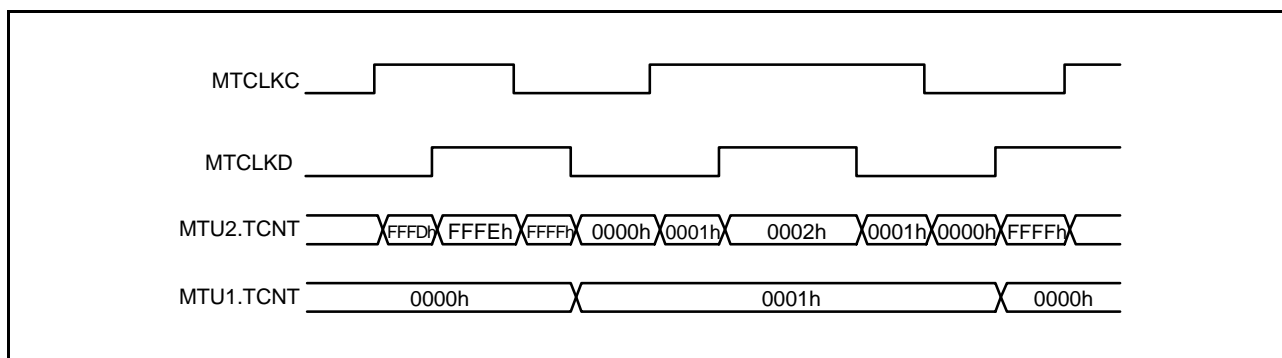 MTCLKC
MTCLKD
MTU2.TCNT FFFDh FFFEh FFFFh 0000h 0001h 0002h 0001h 0000h FFFFh
MTU1.TCNT 0000h 0001h 0000h